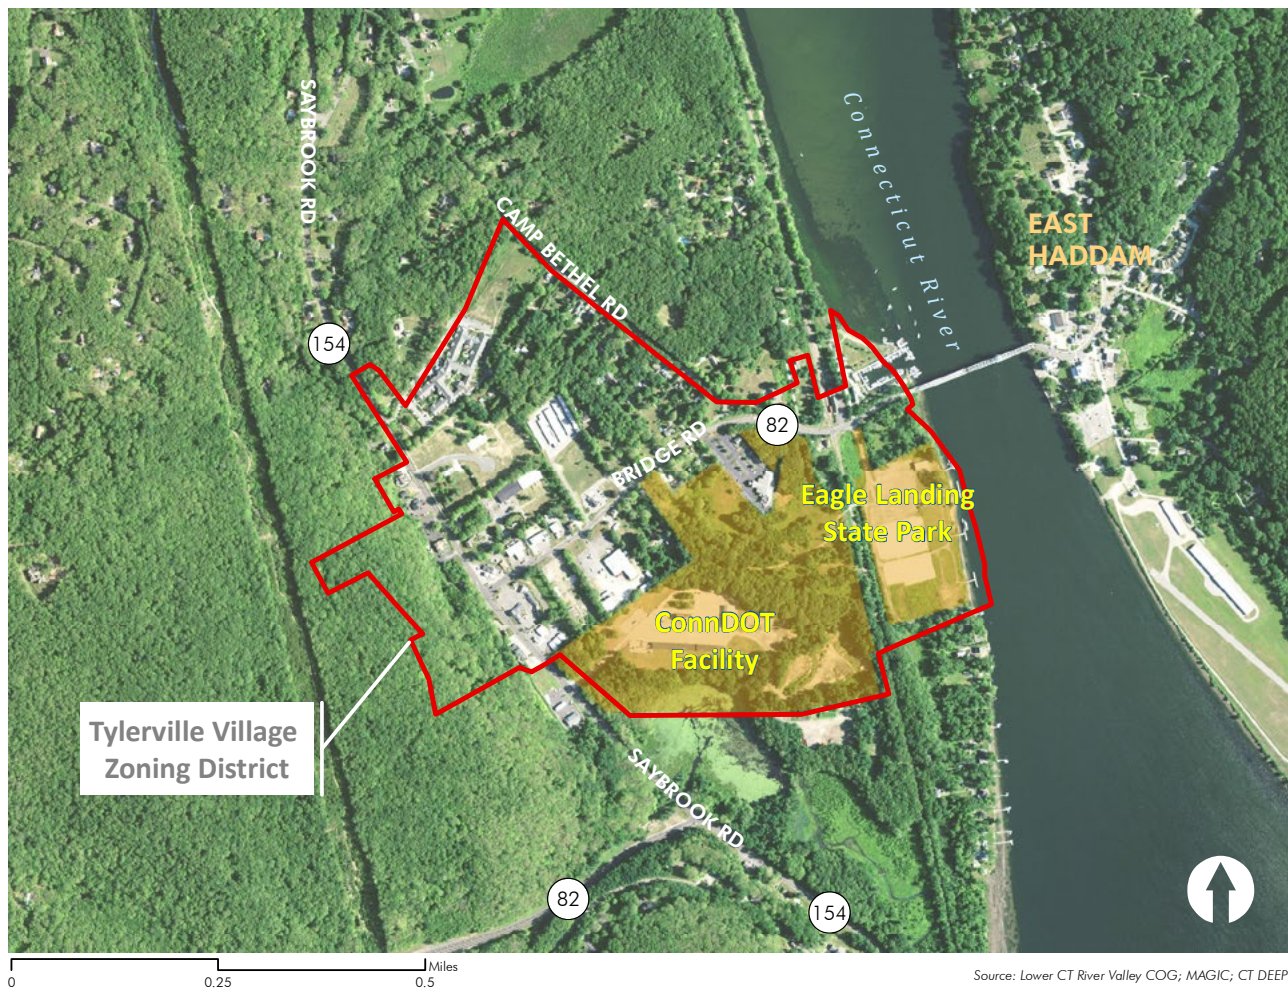 SAYBROOK RD
Connecticut River
EAST
HADDAM
CAMP BETHEL RD
154
82
BRIDGE RD
Eagle Landing
State Park
ConnDOT
Facility
Tylerville Village
Zoning District
SAYBROOK RD
82
154
Miles
0
0.25
0.5
Source: Lower CT River Valley COG; MAGIC; CT DEEP